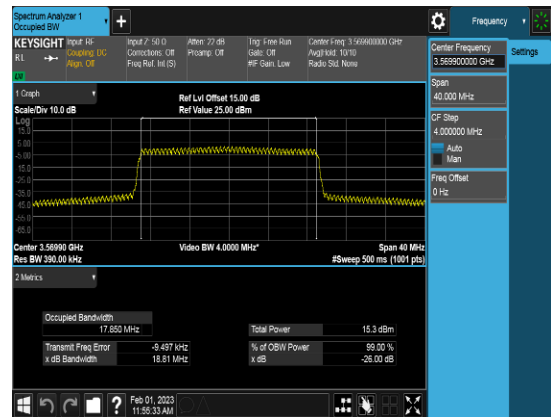 Spectrum Analyzer 1
Occupied BW
Frequency
KEYSIGHT
R L
Input: RF
Coupling: DC
Align: Off
Input Z: 50 Ω
Corrections: Off
Freq Ref: Int (S)
Atten: 22 dB
Preamp: Off
Trig: Free Run
Gate: Off
#IF Gain: Low
Center Freq: 3.569900000 GHz
Avg|Hold: 10/10
Radio Std: None
Center Frequency
3.569900000 GHz
Settings
Span
40.000 MHz
CF Step
4.000000 MHz
Auto
Man
Freq Offset
0 Hz
1 Graph
Scale/Div 10.0 dB
Ref Lvl Offset 15.00 dB
Ref Value 25.00 dBm
Log
15.0
5.00
-5.00
-15.0
-25.0
-35.0
-45.0
-55.0
-65.0
Center 3.56990 GHz
Res BW 390.00 kHz
Video BW 4.0000 MHz*
Span 40 MHz
#Sweep 500 ms (1001 pts)
2 Metrics
Occupied Bandwidth
17.850 MHz
Total Power 15.3 dBm
Transmit Freq Error -9.497 kHz
x dB Bandwidth 18.81 MHz
% of OBW Power 99.00 %
x dB -26.00 dB
?
Feb 01, 2023
11:56:33 AM